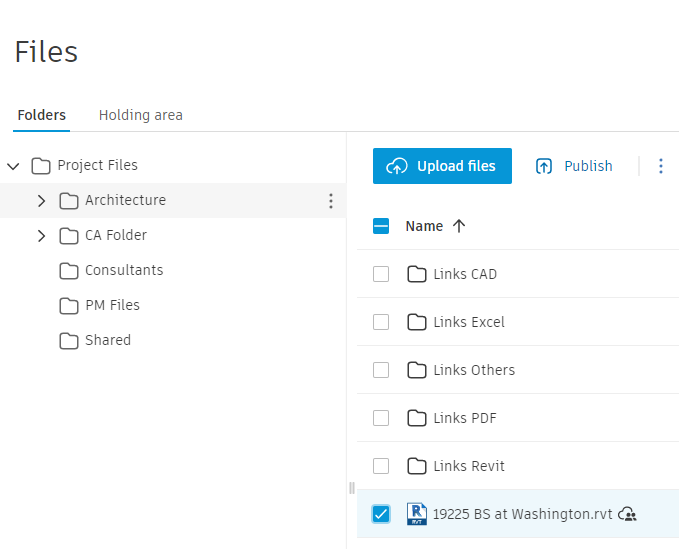 Files
Folders
Holding area
Project Files
Architecture
CA Folder
Consultants
PM Files
Shared
Upload files
Publish
Name
Links CAD
Links Excel
Links Others
Links PDF
Links Revit
R RVT 19225 BS at Washington.rvt